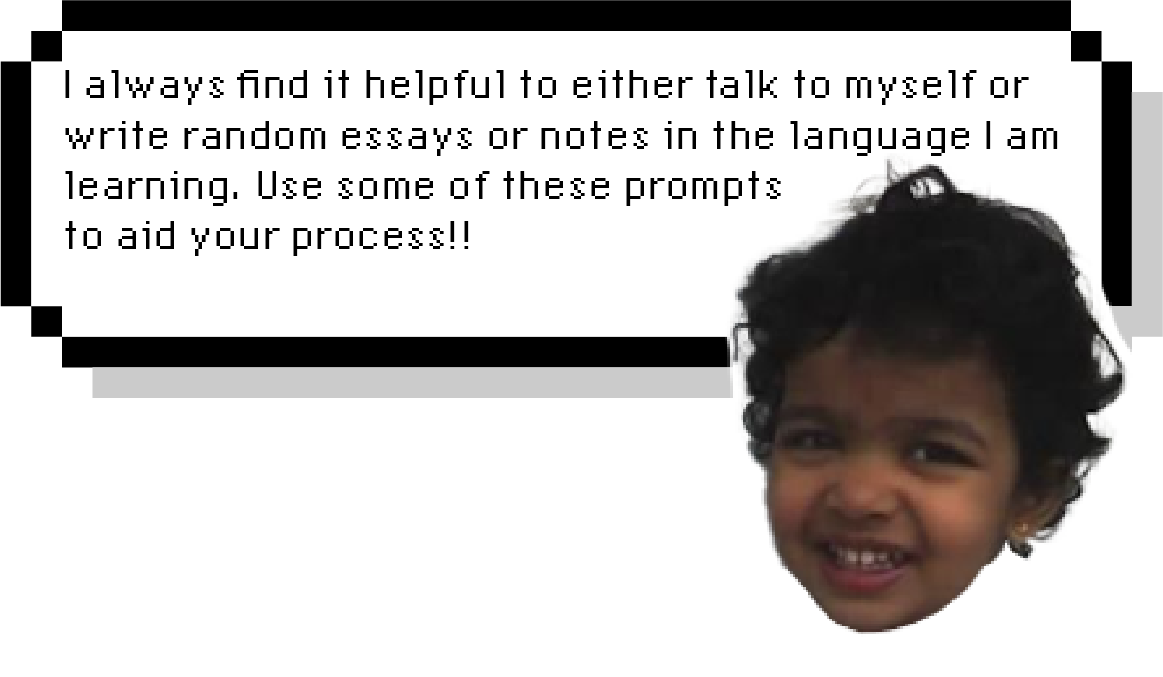 I always find it helpful to either talk to myself or
write random essays or notes in the language I am
learning. Use some of these prompts
to aid your process!!